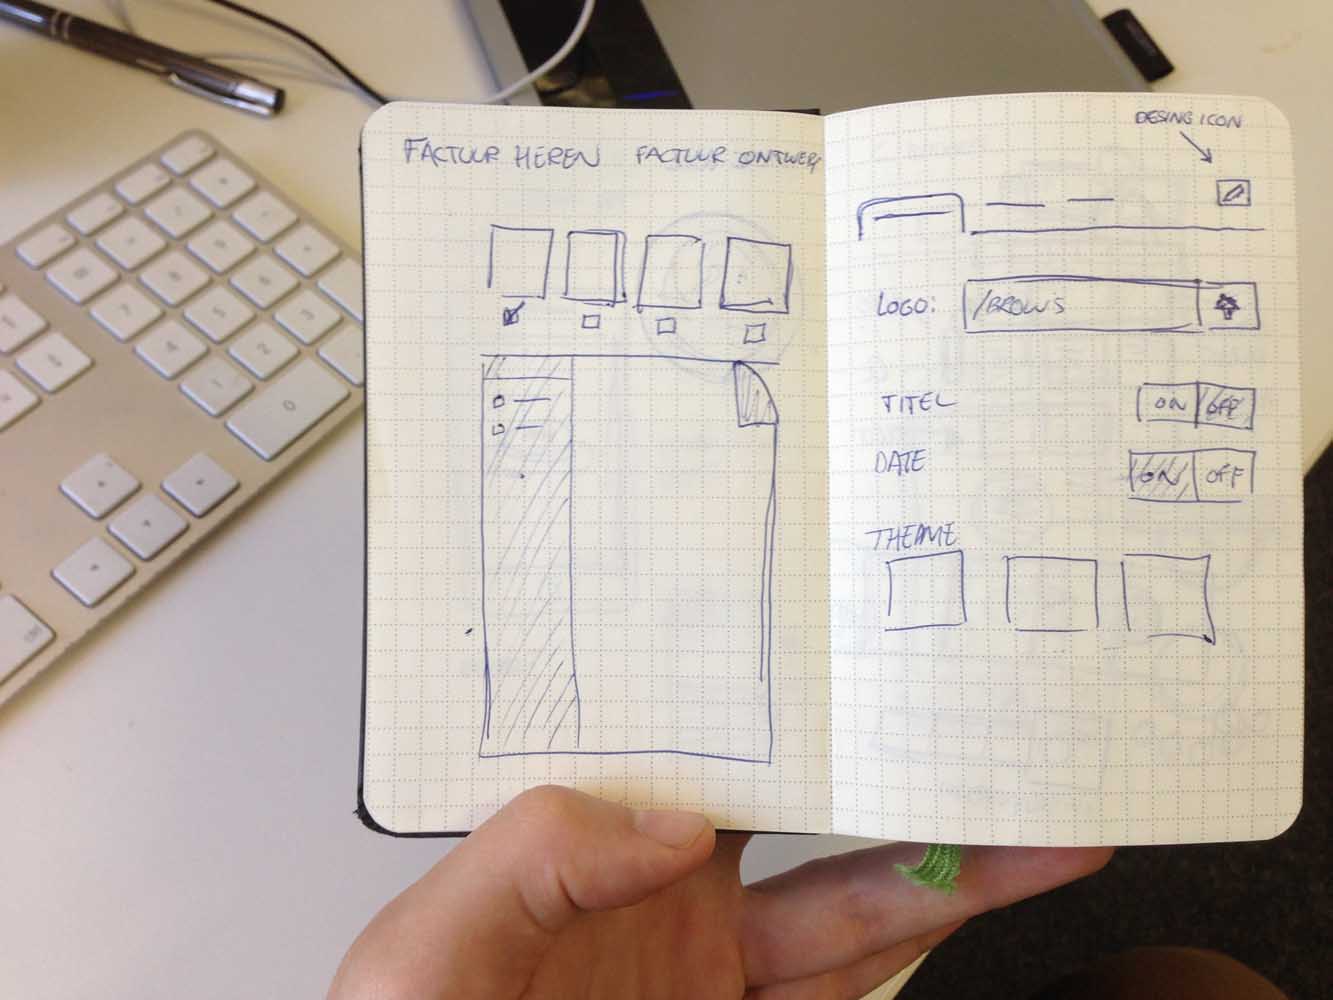 FACTUUR HEREN FACTUUR ONTWERP
DESING ICON
LOGO: /BROWS
TITEL ON OFF
DATE ON OFF
THEME